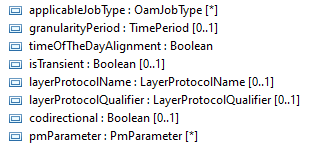 applicableJobType : OamJobType [*]
granularityPeriod : TimePeriod [0..1]
timeOfTheDayAlignment : Boolean
isTransient : Boolean [0..1]
layerProtocolName : LayerProtocolName [0..1]
layerProtocolQualifier : LayerProtocolQualifier [0..1]
codirectional : Boolean [0..1]
pmParameter : PmParameter [*]